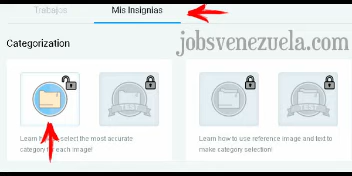 Trabajos
Mis Insignias
Categorization
jobsvenezuela.com
Learn how to select the most accurate
category for each image!
Learn how to use reference image and text to
make category selection!